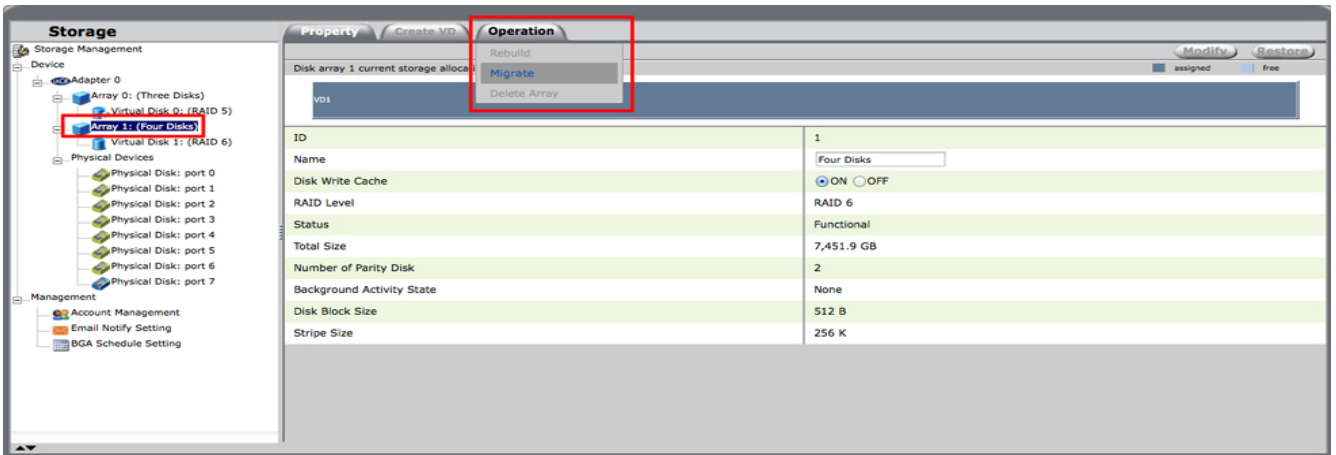 Storage
Storage Management
Device
Adapter 0
Array 0: (Three Disks)
Virtual Disk 0: (RAID 5)
Array 1: (Four Disks)
Virtual Disk 1: (RAID 6)
Physical Devices
Physical Disk: port 0
Physical Disk: port 1
Physical Disk: port 2
Physical Disk: port 3
Physical Disk: port 4
Physical Disk: port 5
Physical Disk: port 6
Physical Disk: port 7
Management
Account Management
Email Notify Setting
BGA Schedule Setting
Property Create VD Operation
Rebuild
Migrate
Delete Array
Modify Restore
Disk array 1 current storage
assigned free
VD1
ID 1
Name Four Disks
Disk Write Cache ON OFF
RAID Level RAID 6
Status Functional
Total Size 7,451.9 GB
Number of Parity Disk 2
Background Activity State None
Disk Block Size 512 B
Stripe Size 256 K